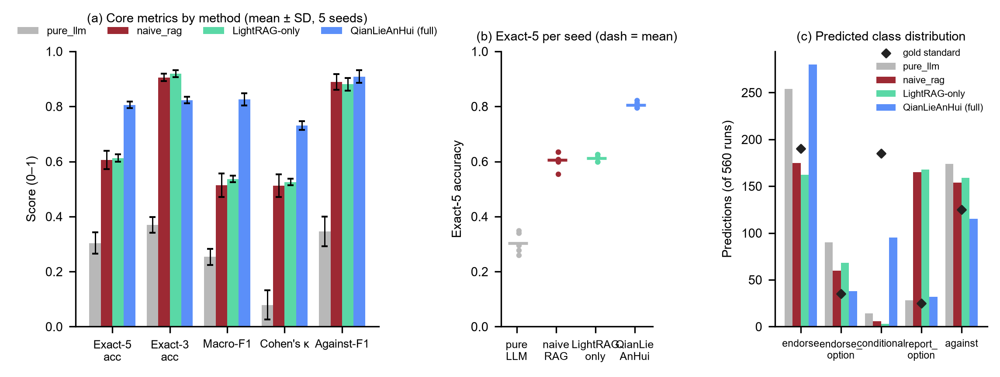 (a) Core metrics by method (mean ± SD, 5 seeds)
pure_llm naive_rag LightRAG-only QianLieAnHui (full)
Score (0–1)
1.0
0.8
0.6
0.4
0.2
0.0
Exact-5 acc
Exact-3 acc
Macro-F1
Cohen's κ
Against-F1
(b) Exact-5 per seed (dash = mean)
Exact-5 accuracy
1.0
0.8
0.6
0.4
0.2
0.0
pure LLM
naive RAG
LightRAG only
QianLie AnHui
(c) Predicted class distribution
gold standard
pure_llm
naive_rag
LightRAG-only
QianLieAnHui (full)
Predictions (of 560 runs)
250
200
150
100
50
0
endorse
endorse_ option
conditional
report_ option
against